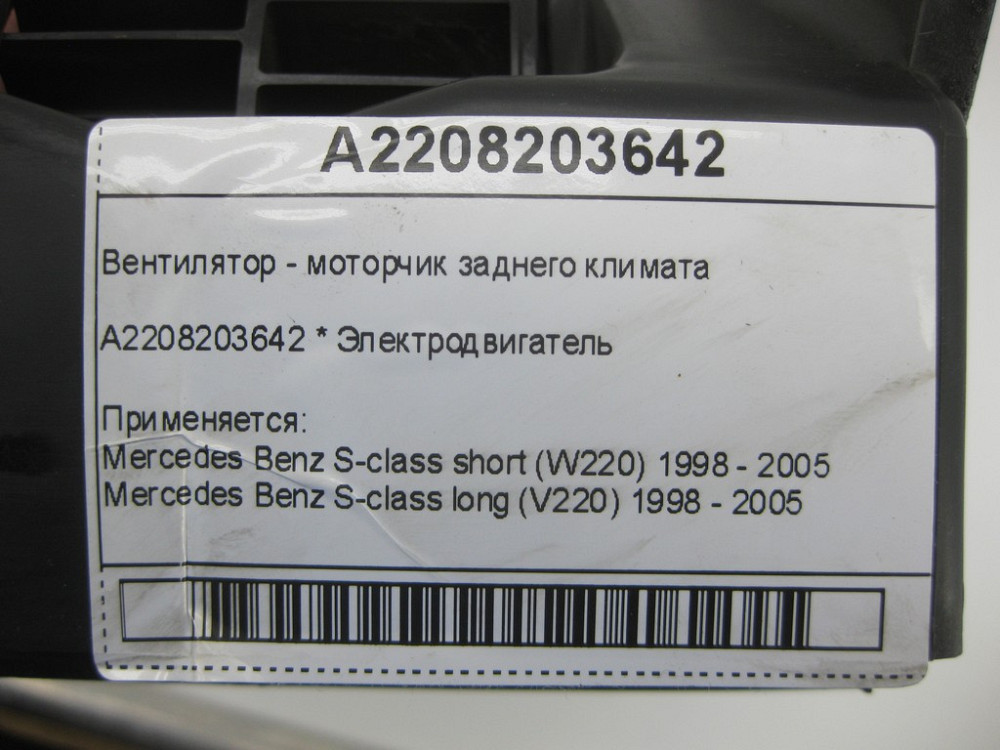 A2208203642
Вентилятор - моторчик заднего климата
A2208203642 * Электродвигатель
Применяется:
Mercedes Benz S-class short (W220) 1998 - 2005
Mercedes Benz S-class long (V220) 1998 - 2005